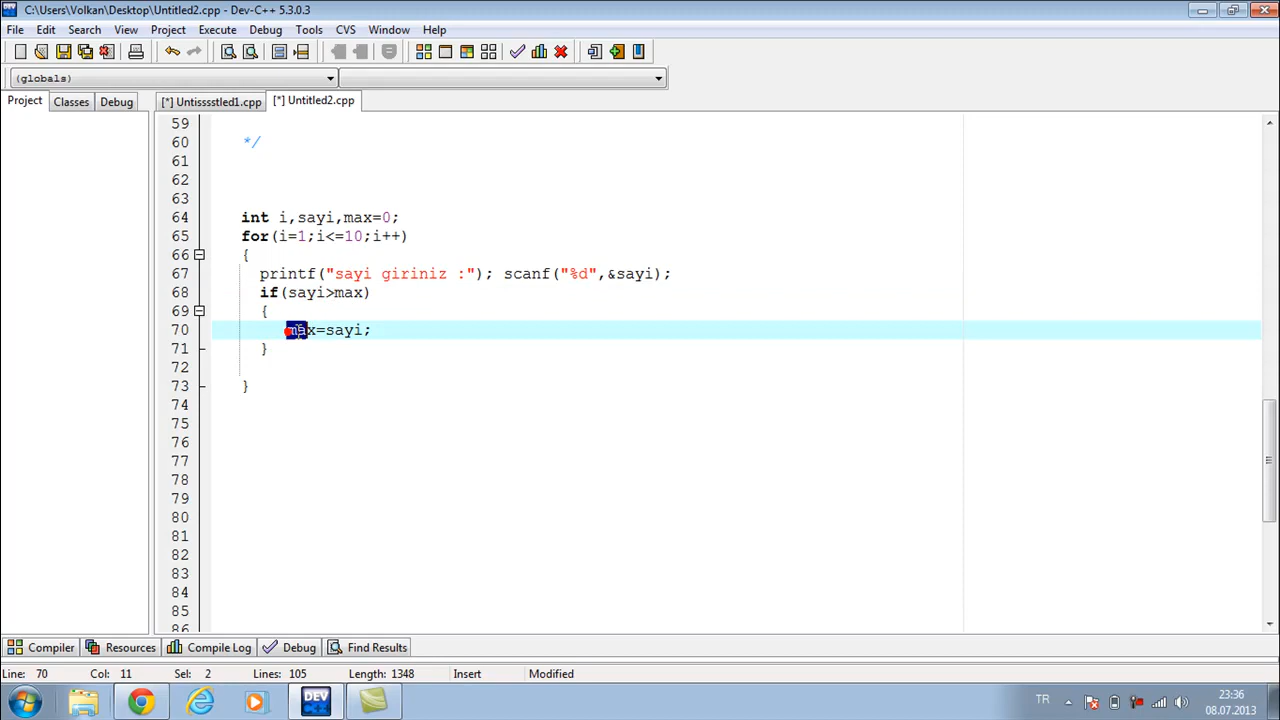 C:\Users\Volkan\Desktop\Untitled2.cpp - Dev-C++ 5.3.0.3
File Edit Search View Project Execute Debug Tools CVS Window Help
(globals)
Project Classes Debug [*] Untisssstled1.cpp [*] Untitled2.cpp
59
60 */
61
62
63
64 int i,sayi,max=0;
65 for(i=1;i<=10;i++)
66 {
67 printf("sayi giriniz :"); scanf("%d",&sayi);
68 if(sayi>max)
69 {
70 max=sayi;
71 }
72
73 }
74
75
76
77
78
79
80
81
82
83
84
85
86
Compiler Resources Compile Log Debug Find Results
Line: 70 Col: 11 Sel: 2 Lines: 105 Length: 1348 Insert Modified
DEV TR 23:36
08.07.2013